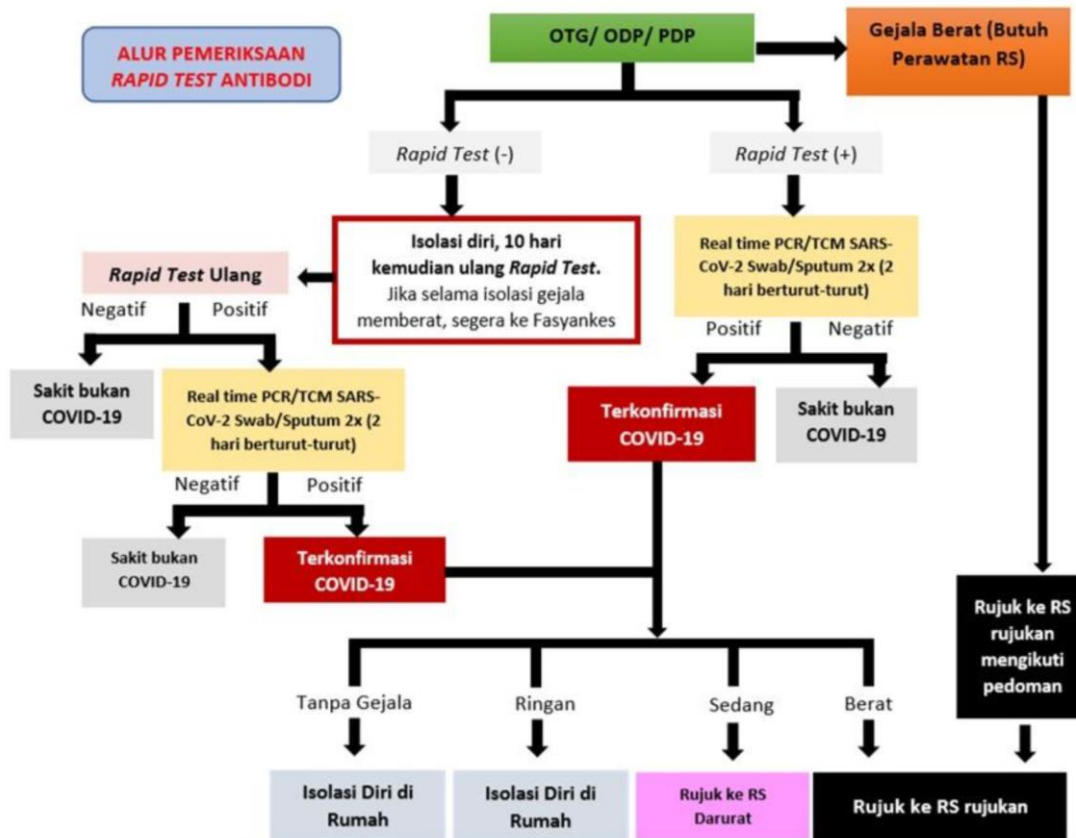 ALUR PEMERIKSAAN
RAPID TEST ANTIBODI
OTG/ ODP/ PDP
Gejala Berat (Butuh
Perawatan RS)
Rapid Test (-)
Rapid Test (+)
Isolasi diri, 10 hari
kemudian ulang Rapid Test.
Jika selama isolasi gejala
memberat, segera ke Fasyankes
Real time PCR/TCM SARS-
CoV-2 Swab/Sputum 2x (2
hari berturut-turut)
Rapid Test Ulang
Negatif
Positif
Positif
Negatif
Sakit bukan
COVID-19
Real time PCR/TCM SARS-
CoV-2 Swab/Sputum 2x (2
hari berturut-turut)
Terkonfirmasi
COVID-19
Sakit bukan
COVID-19
Negatif
Positif
Sakit bukan
COVID-19
Terkonfirmasi
COVID-19
Rujuk ke RS
rujukan
mengikuti
pedoman
Tanpa Gejala
Ringan
Sedang
Berat
Isolasi Diri di
Rumah
Isolasi Diri di
Rumah
Rujuk ke RS
Darurat
Rujuk ke RS rujukan